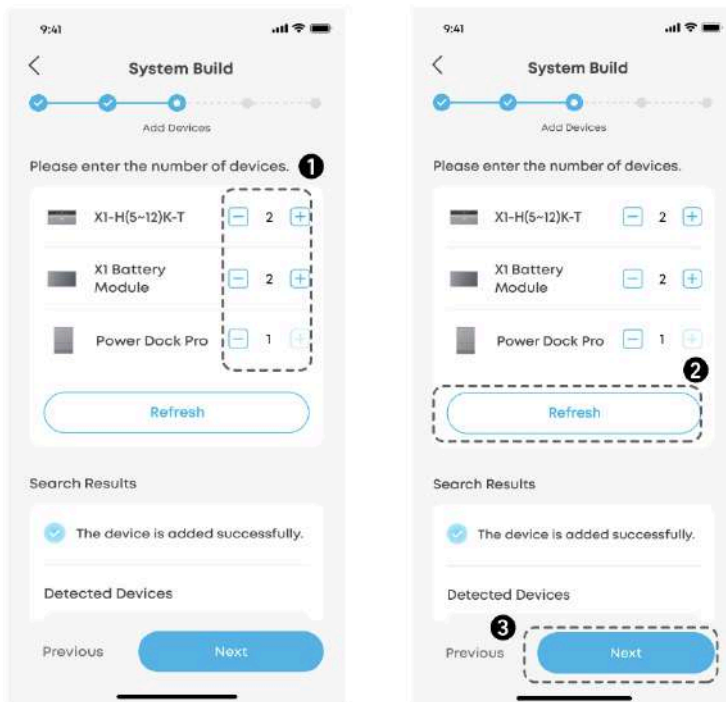 9:41
System Build
Add Devices
Please enter the number of devices. 1
X1-H(5~12)K-T 2
X1 Battery
Module 2
Power Dock Pro 1
Refresh
Search Results
The device is added successfully.
Detected Devices
Previous Next
9:41
System Build
Add Devices
Please enter the number of devices.
X1-H(5~12)K-T 2
X1 Battery
Module 2
Power Dock Pro 1
2
Refresh
Search Results
The device is added successfully.
Detected Devices
3
Previous Next